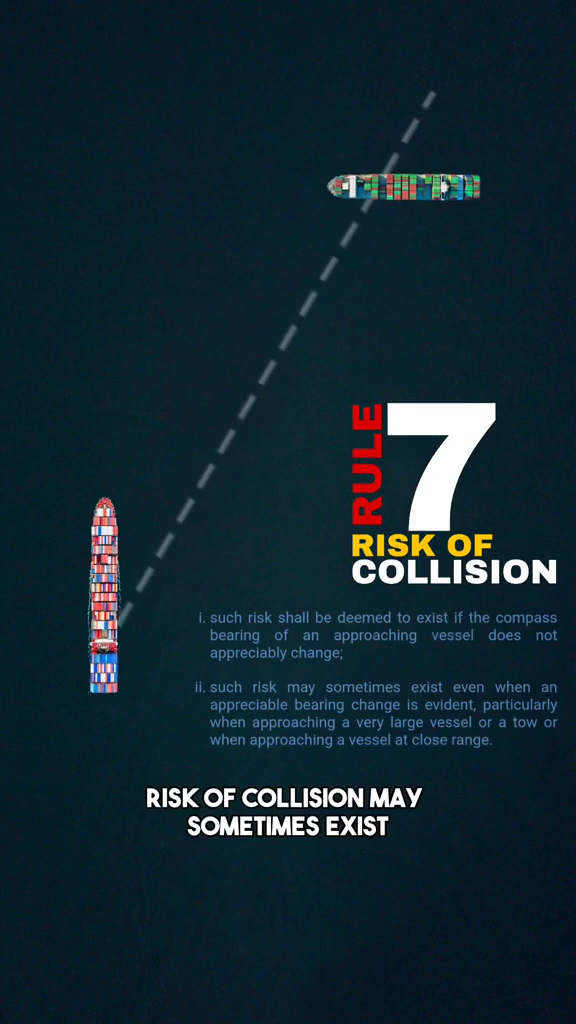 RULE
7
RISK OF
COLLISION
i. such risk shall be deemed to exist if the compass
bearing of an approaching vessel does not
appreciably change;
ii. such risk may sometimes exist even when an
appreciable bearing change is evident, particularly
when approaching a very large vessel or a tow or
when approaching a vessel at close range.
RISK OF COLLISION MAY
SOMETIMES EXIST